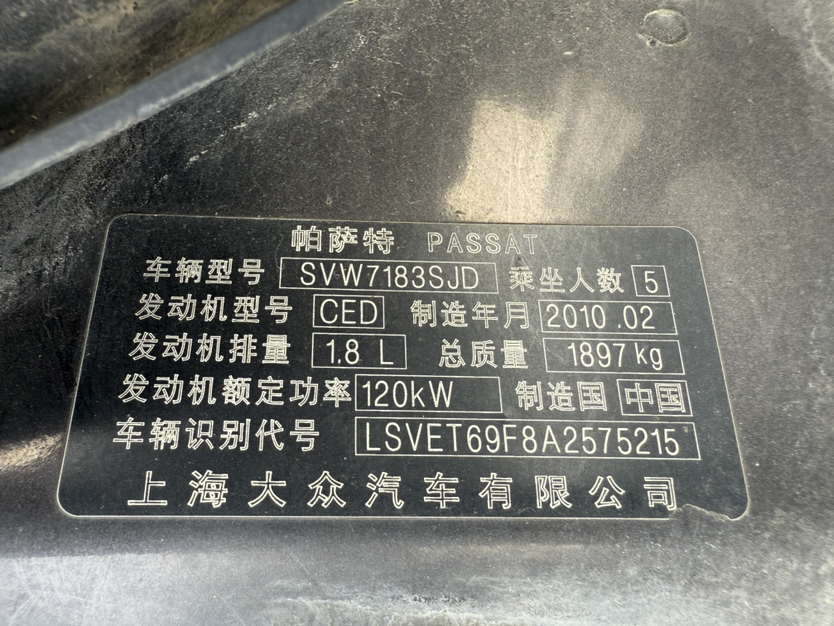 帕萨特 PASSAT
车辆型号 SVW7183SJD 乘坐人数 5
发动机型号 CED 制造年月 2010.02
发动机排量 1.8 L 总质量 1897kg
发动机额定功率 120kW 制造国 中国
车辆识别代号 LSVET69F8A2575215
上海大众汽车有限公司